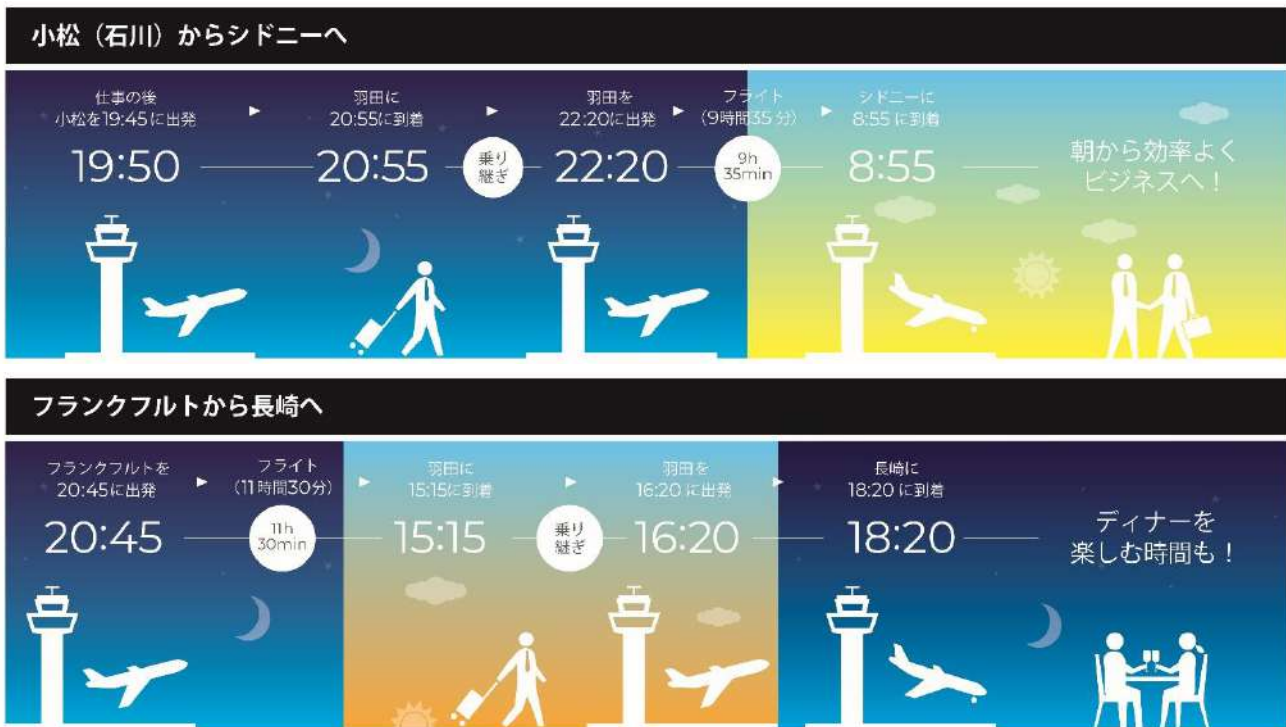 小松（石川）からシドニーへ
仕事の後
小松を19:45に出発
19:50
羽田に
20:55に到着
20:55
乗り
継ぎ
羽田を
22:20に出発
22:20
フライト
（9時間35分）
9h
35min
シドニーに
8:55に到着
8:55
朝から効率よく
ビジネスへ！
フランクフルトから長崎へ
フランクフルトを
20:45に出発
20:45
フライト
（11時間30分）
11h
30min
羽田に
15:15に到着
15:15
乗り
継ぎ
羽田を
16:20に出発
16:20
長崎に
18:20に到着
18:20
ディナーを
楽しむ時間も！